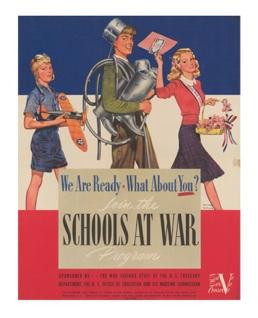 We Are Ready • What About You?
Join the
SCHOOLS AT WAR
Program
SPONSORED BY - THE WAR SAVINGS STAFF OF THE U. S. TREASURY
DEPARTMENT, THE U. S. OFFICE OF EDUCATION AND ITS WARTIME COMMISSION